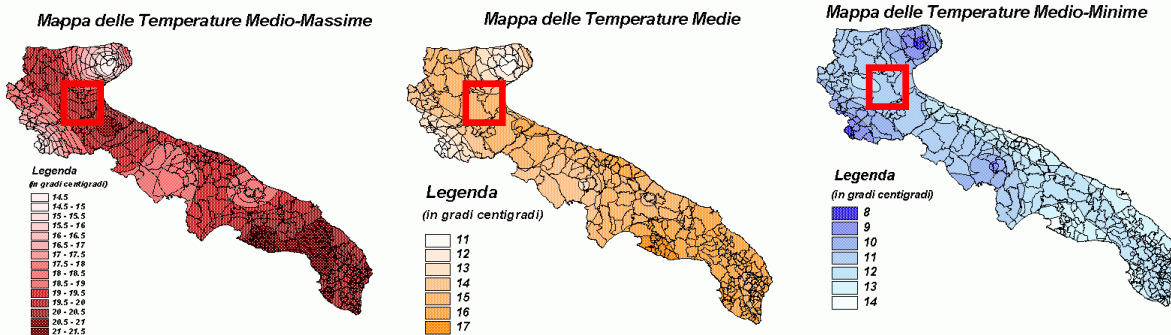 Mappa delle Temperature Medio-Massime
Legenda
(in gradi centigradi)
14.5
14.5 - 15
15 - 15.5
15.5 - 16
16 - 16.5
16.5 - 17
17 - 17.5
17.5 - 18
18 - 18.5
18.5 - 19
19 - 19.5
19.5 - 20
20 - 20.5
20.5 - 21
21 - 21.5
Mappa delle Temperature Medie
Legenda
(in gradi centigradi)
11
12
13
14
15
16
17
Mappa delle Temperature Medio-Minime
Legenda
(in gradi centigradi)
8
9
10
11
12
13
14